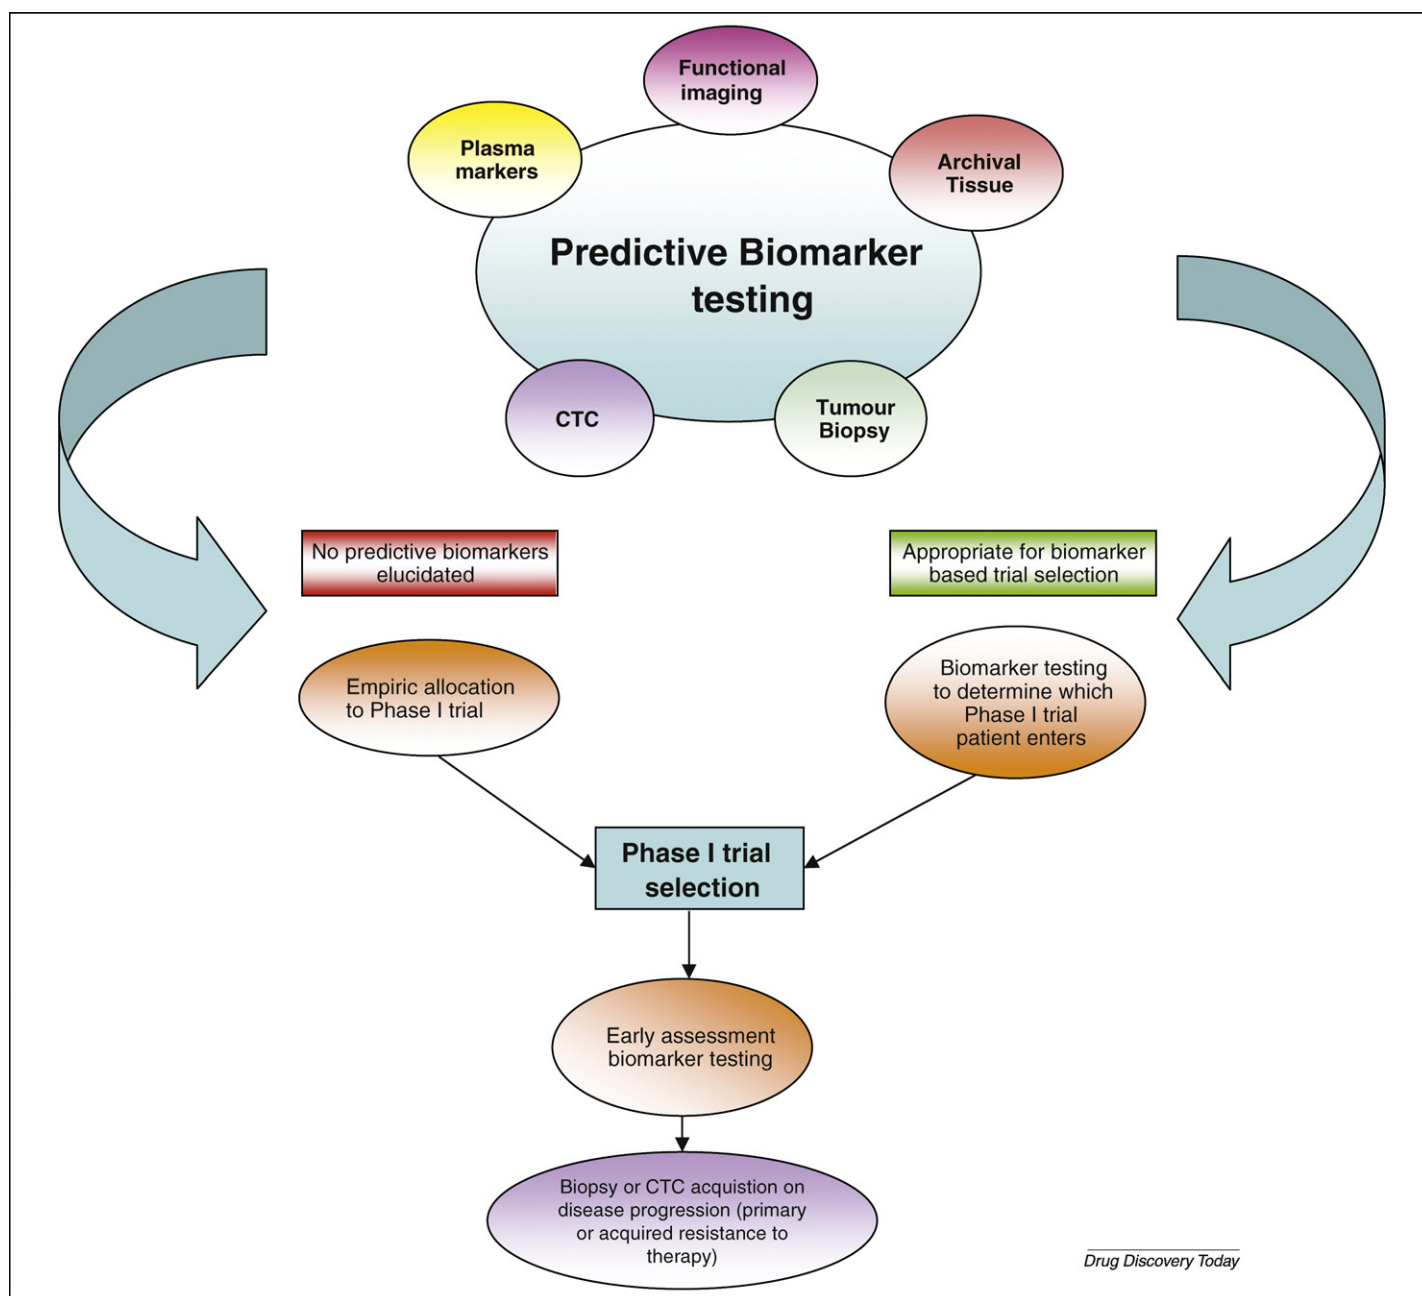 Functional
imaging
Plasma
markers
Archival
Tissue
Predictive Biomarker
testing
CTC
Tumour
Biopsy
No predictive biomarkers
elucidated
Appropriate for biomarker
based trial selection
Empiric allocation
to Phase I trial
Biomarker testing
to determine which
Phase I trial
patient enters
Phase I trial
selection
Early assessment
biomarker testing
Biopsy or CTC acquistion on
disease progression (primary
or acquired resistance to
therapy)
Drug Discovery Today